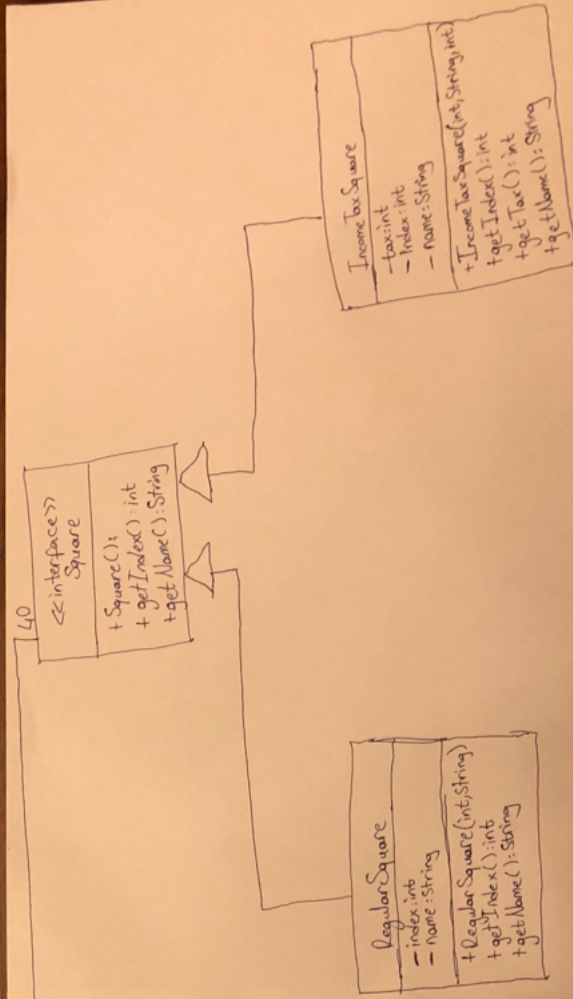 40
<<interface>>
Square
+ Square();
+ getIndex() : int
+ getName() : String
RegularSquare
- index:int
- name:String
+ RegularSquare(int,String)
+ getIndex():int
+ getName():String
IncomeTaxSquare
- tax:int
- Index:int
- name:String
+ IncomeTaxSquare(int,String,int)
+ getIndex():int
+ getTax():int
+ getName():String